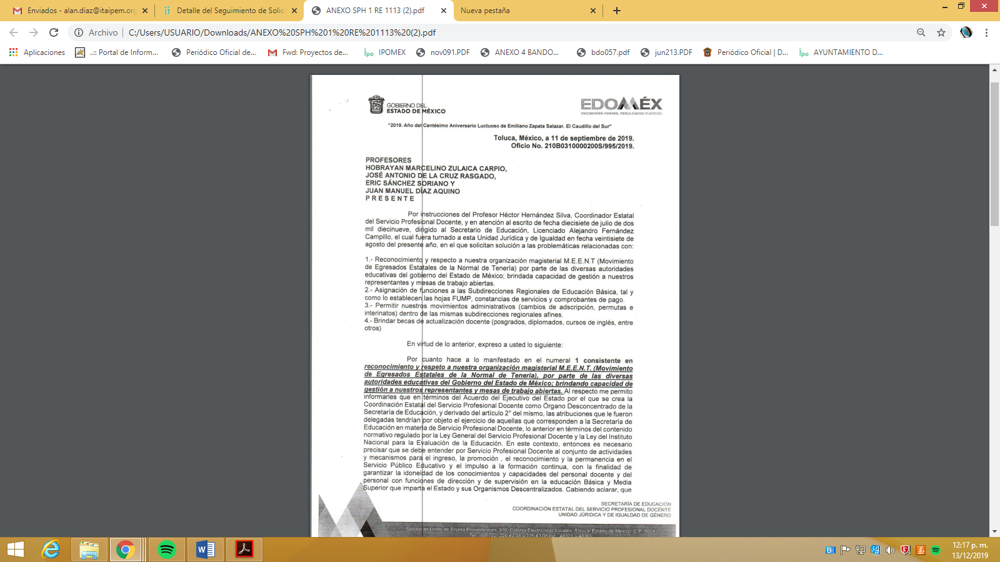 Enviados - alan.diaz@itaipem.org
Detalle del Seguimiento de Solici
ANEXO SPH 1 RE 1113 (2).pdf
Nueva pestaña
Archivo
C:/Users/USUARIO/Downloads/ANEXO%20SPH%201%20RE%201113%20(2).pdf
Aplicaciones
..:: Portal de Inform...
Periódico Oficial de...
Fwd: Proyectos de...
IPOMEX
nov091.PDF
ANEXO 4 BANDO...
bdo057.pdf
jun213.PDF
Periódico Oficial | D...
AYUNTAMIENTO D...
GOBIERNO DEL
ESTADO DE MÉXICO
EDOMÉX
DECISIONES FIRMES, RESULTADOS FUERTES.
"2019. Año del Centésimo Aniversario Luctuoso de Emiliano Zapata Salazar. El Caudillo del Sur"
Toluca, México, a 11 de septiembre de 2019.
Oficio No. 210B0310000200S/995/2019.
PROFESORES
HOBRAYAN MARCELINO ZULAICA CARPIO,
JOSÉ ANTONIO DE LA CRUZ RASGADO,
ERIC SÁNCHEZ SORIANO Y
JUAN MANUEL DÍAZ AQUINO
P R E S E N T E
Por instrucciones del Profesor Héctor Hernández Silva, Coordinador Estatal
del Servicio Profesional Docente, y en atención al escrito de fecha diecisiete de julio de dos
mil diecinueve, dirigido al Secretario de Educación, Licenciado Alejandro Fernández
Campillo, el cual fuera turnado a esta Unidad Jurídica y de Igualdad en fecha veintisiete de
agosto del presente año, en el que solicitan solución a las problemáticas relacionadas con:
1.- Reconocimiento y respecto a nuestra organización magisterial M.E.E.N.T (Movimiento
de Egresados Estatales de la Normal de Tenería) por parte de las diversas autoridades
educativas del gobierno del Estado de México; brindada capacidad de gestión a nuestros
representantes y mesas de trabajo abiertas.
2.- Asignación de funciones a las Subdirecciones Regionales de Educación Básica, tal y
como lo establecen las hojas FUMP, constancias de servicios y comprobantes de pago.
3.- Permitir nuestros movimientos administrativos (cambios de adscripción, permutas e
interinatos) dentro de las mismas subdirecciones regionales afines.
4.- Brindar becas de actualización docente (posgrados, diplomados, cursos de inglés, entre
otros)
En virtud de lo anterior, expreso a usted lo siguiente:
Por cuanto hace a lo manifestado en el numeral 1 consistente en
reconocimiento y respeto a nuestra organización magisterial M.E.E.N.T. (Movimiento
de Egresados Estatales de la Normal de Tenería), por parte de las diversas
autoridades educativas del Gobierno del Estado de México; brindando capacidad de
gestión a nuestros representantes y mesas de trabajo abiertas. Al respecto me permito
informarles que en términos del Acuerdo del Ejecutivo del Estado por el que se crea la
Coordinación Estatal del Servicio Profesional Docente como Órgano Desconcentrado de la
Secretaría de Educación, y derivado del artículo 2° del mismo, las atribuciones que le fueron
delegadas tendrían por objeto el ejercicio de aquellas que corresponden a la Secretaría de
Educación en materia de Servicio Profesional Docente, lo anterior en términos del contenido
normativo regulado por la Ley General del Servicio Profesional Docente y la Ley del Instituto
Nacional para la Evaluación de la Educación. En este contexto, entonces es necesario
precisar que se debe entender por Servicio Profesional Docente al conjunto de actividades
y mecanismos para el ingreso, la promoción , el reconocimiento y la permanencia en el
Servicio Público Educativo y el impulso a la formación continua, con la finalidad de
garantizar la idoneidad de los conocimientos y capacidades del personal docente y del
personal con funciones de dirección y de supervisión en la educación Básica y Media
Superior que imparta el Estado y sus Organismos Descentralizados. Cabiendo aclarar, que
SECRETARÍA DE EDUCACIÓN
COORDINACIÓN ESTATAL DEL SERVICIO PROFESIONAL DOCENTE
UNIDAD JURÍDICA Y DE IGUALDAD DE GÉNERO
Sebastián Lerdo de Tejada Poniente núm. 916, Colonia Electricistas Locales, Toluca, Estado de México, C.P. 5004
12:17 p. m.
13/12/2019